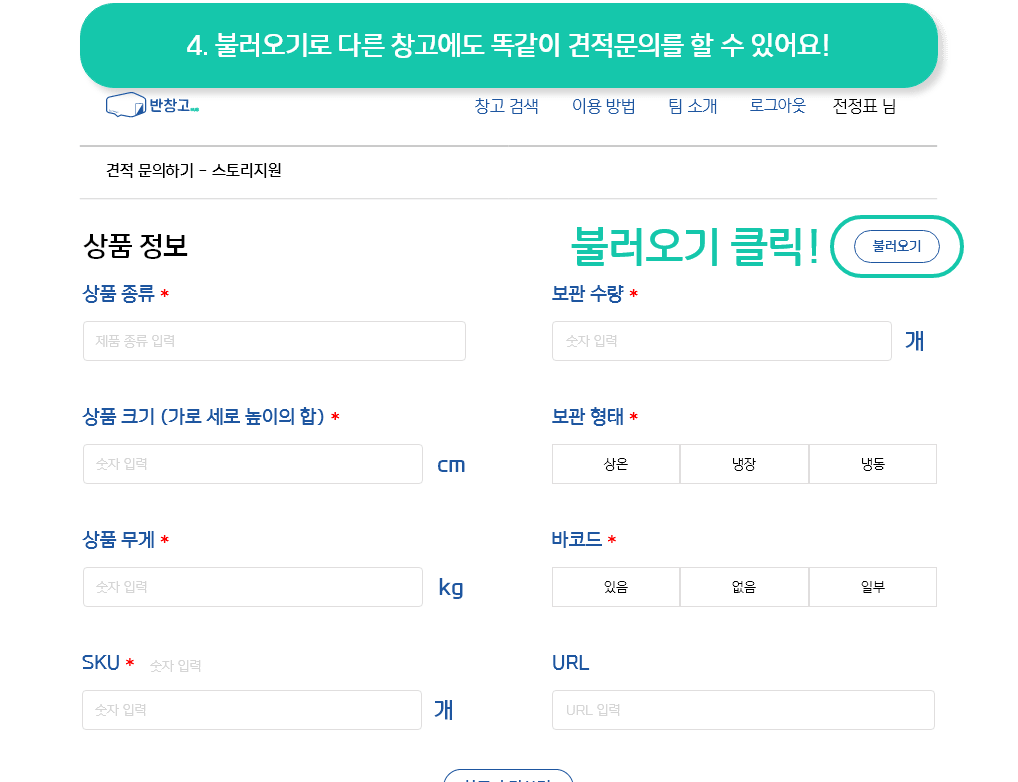 4. 불러오기로 다른 창고에도 똑같이 견적문의를 할 수 있어요!
반창고
창고 검색 이용 방법 팀 소개 로그아웃 전정표 님
견적 문의하기 - 스토리지원
상품 정보 불러오기 클릭! 불러오기
상품 종류 * 보관 수량 *
제품 종류 입력 숫자 입력 개
상품 크기 (가로 세로 높이의 합) * 보관 형태 *
숫자 입력 cm 상온 냉장 냉동
상품 무게 * 바코드 *
숫자 입력 kg 있음 없음 일부
SKU * 숫자 입력 URL
숫자 입력 개 URL 입력